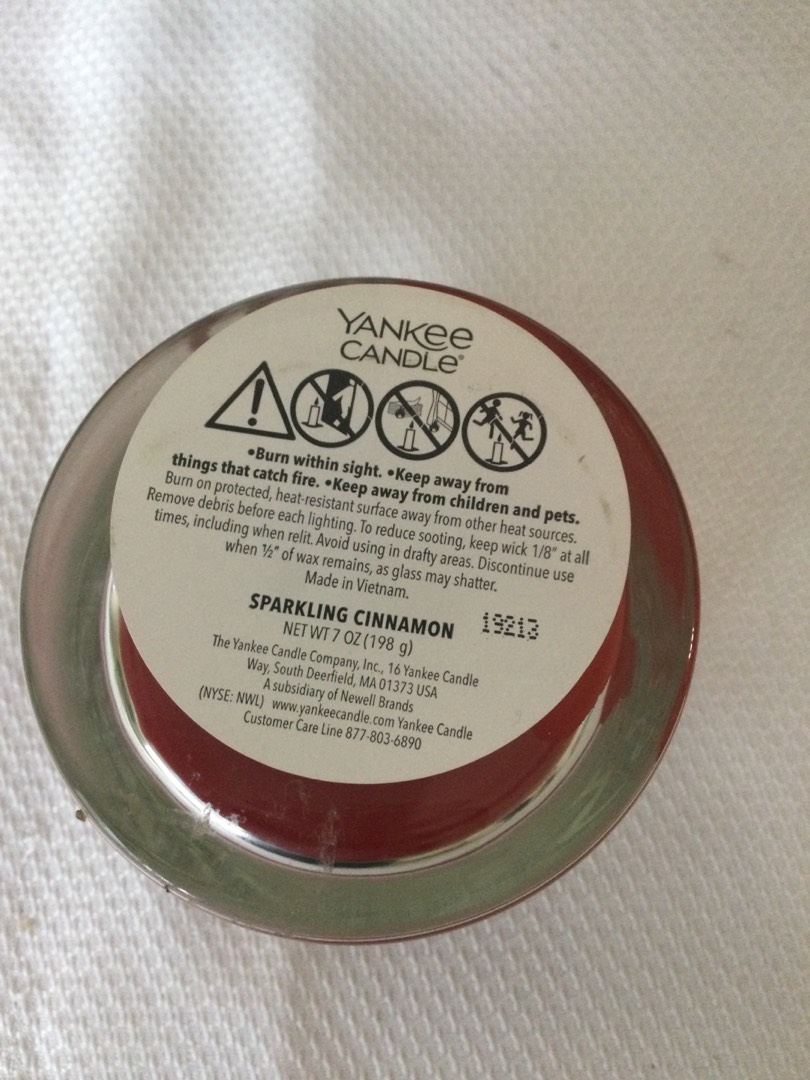 YANKEE
CANDLE®
•Burn within sight. •Keep away from
things that catch fire. •Keep away from children and pets.
Burn on protected, heat-resistant surface away from other heat sources.
Remove debris before each lighting. To reduce sooting, keep wick 1/8" at all
times, including when relit. Avoid using in drafty areas. Discontinue use
when ½" of wax remains, as glass may shatter.
Made in Vietnam.
SPARKLING CINNAMON
19213
NET WT 7 OZ (198 g)
The Yankee Candle Company, Inc., 16 Yankee Candle
Way, South Deerfield, MA 01373 USA
A subsidiary of Newell Brands
(NYSE: NWL) www.yankeecandle.com Yankee Candle
Customer Care Line 877-803-6890